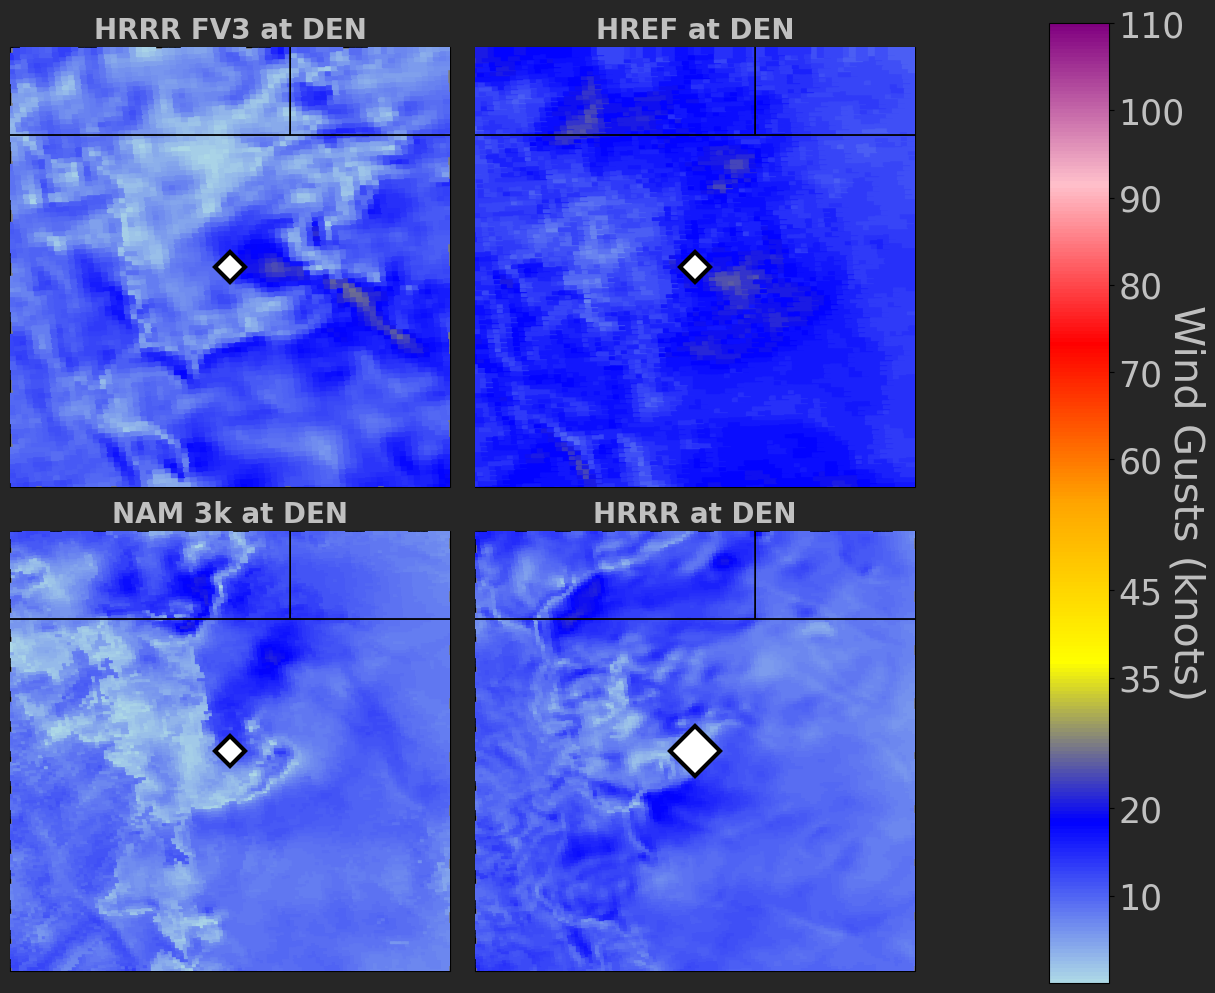 HRRR FV3 at DEN
HREF at DEN
NAM 3k at DEN
HRRR at DEN
110
100
90
80
70
60
45
35
20
10
Wind Gusts (knots)